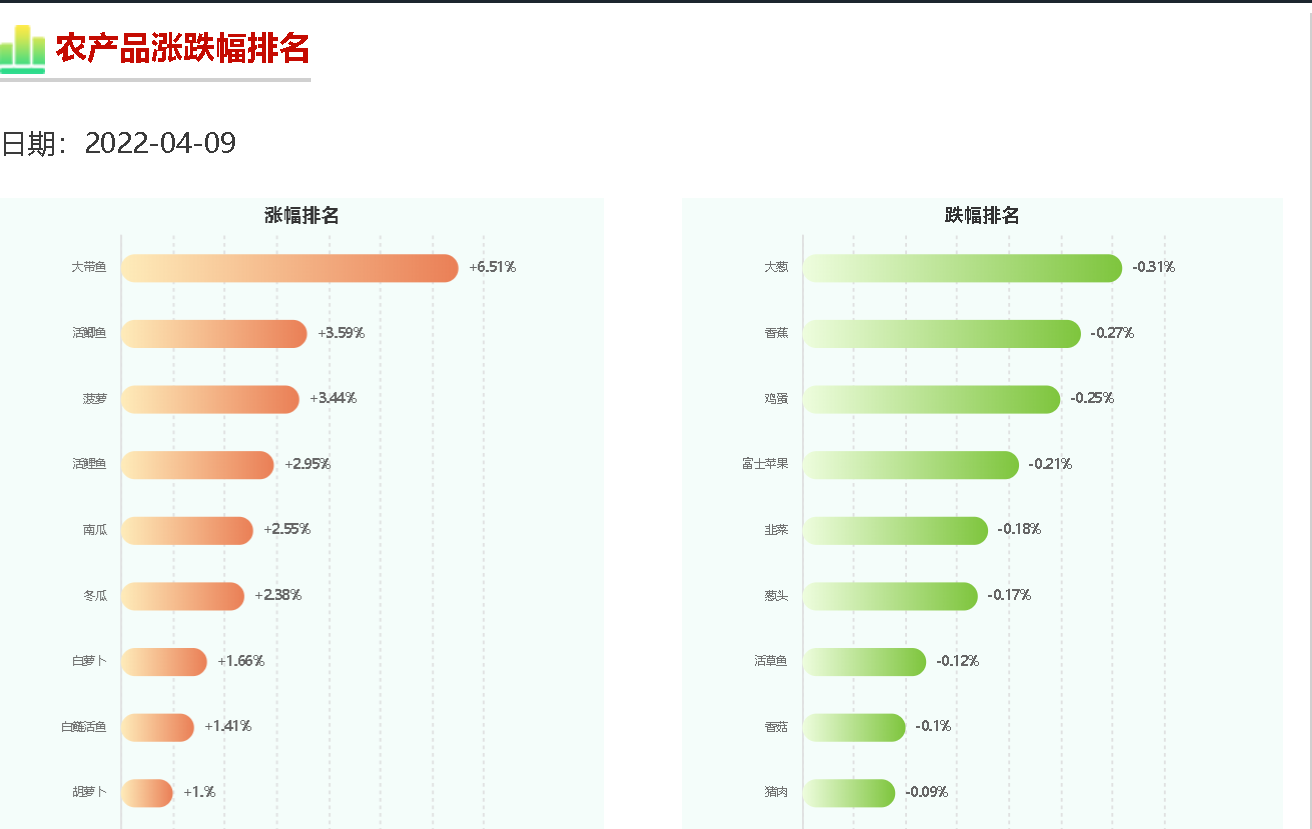 农产品涨跌幅排名
日期：2022-04-09
涨幅排名
大带鱼 +6.51%
活鲫鱼 +3.59%
菠萝 +3.44%
活鲤鱼 +2.95%
南瓜 +2.55%
冬瓜 +2.38%
白萝卜 +1.66%
白鲢活鱼 +1.41%
胡萝卜 +1.%
跌幅排名
大葱 -0.31%
香蕉 -0.27%
鸡蛋 -0.25%
富士苹果 -0.21%
韭菜 -0.18%
葱头 -0.17%
活草鱼 -0.12%
香菇 -0.1%
猪肉 -0.09%